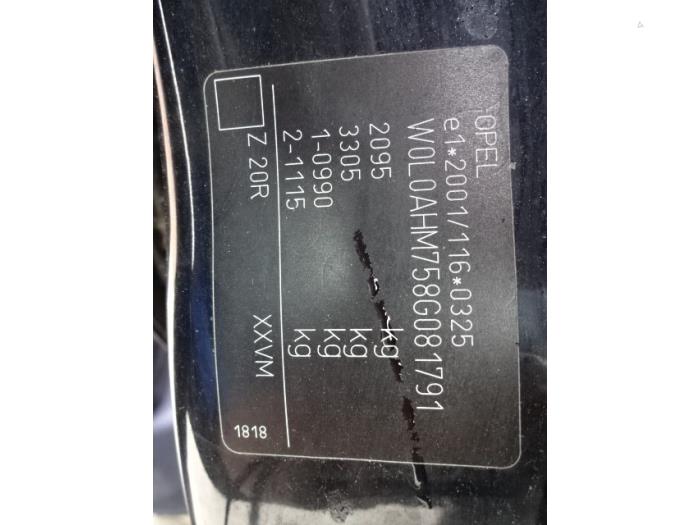 OPEL
e1*2001/116*0325
W0L0AHM758G081791
2095 kg
3305 kg
1-0990 kg
2-1115 kg
Z 20R XXVM
1818